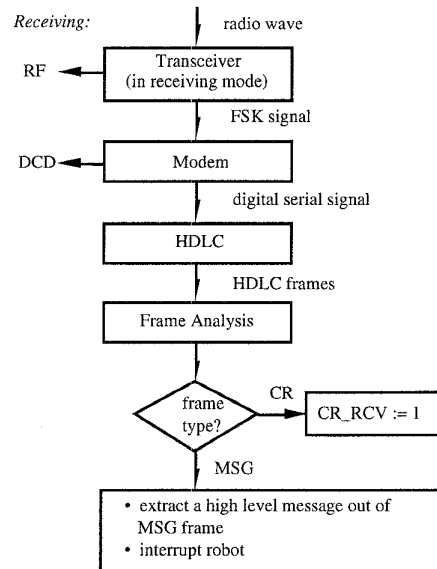 Receiving:
radio wave
Transceiver
(in receiving mode)
RF
FSK signal
Modem
DCD
digital serial signal
HDLC
HDLC frames
Frame Analysis
frame
type?
CR
CR_RCV := 1
MSG
• extract a high level message out of
MSG frame
• interrupt robot